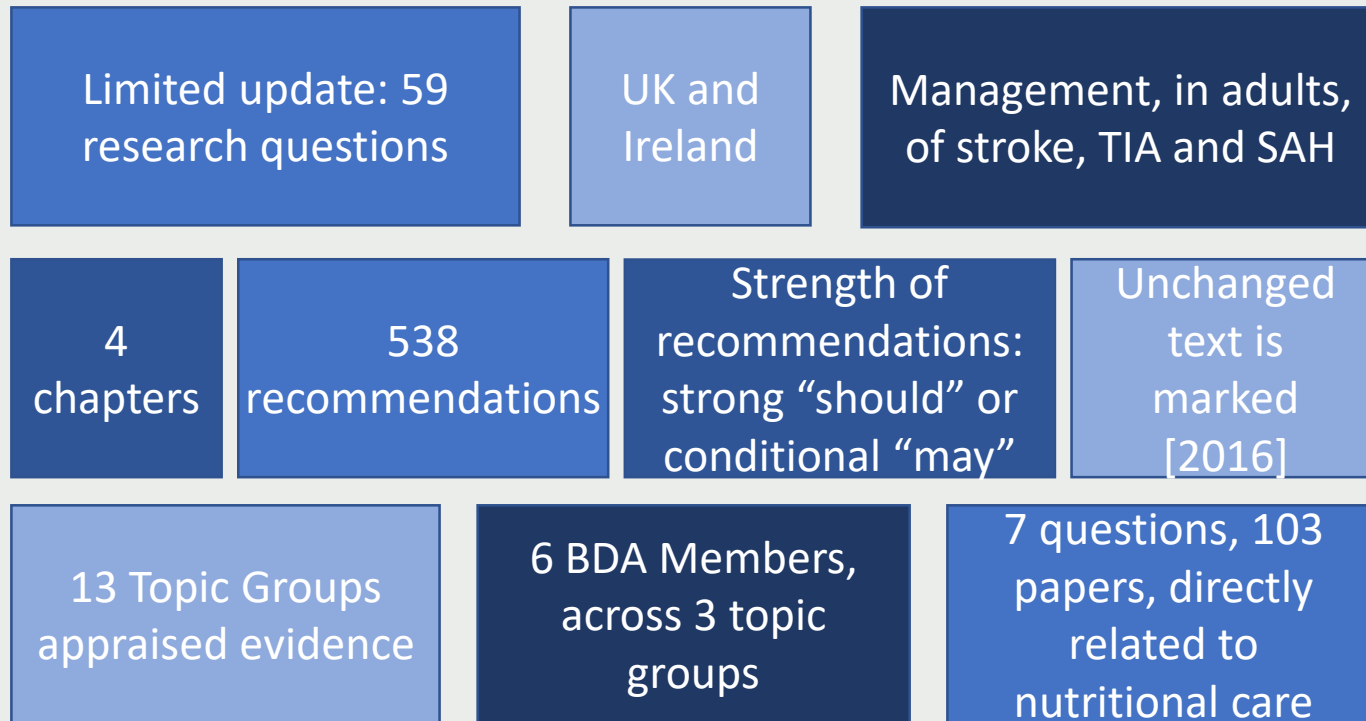 Limited update: 59
research questions
UK and
Ireland
Management, in adults,
of stroke, TIA and SAH
4
chapters
538
recommendations
Strength of
recommendations:
strong “should” or
conditional “may”
Unchanged
text is
marked
[2016]
13 Topic Groups
appraised evidence
6 BDA Members,
across 3 topic
groups
7 questions, 103
papers, directly
related to
nutritional care